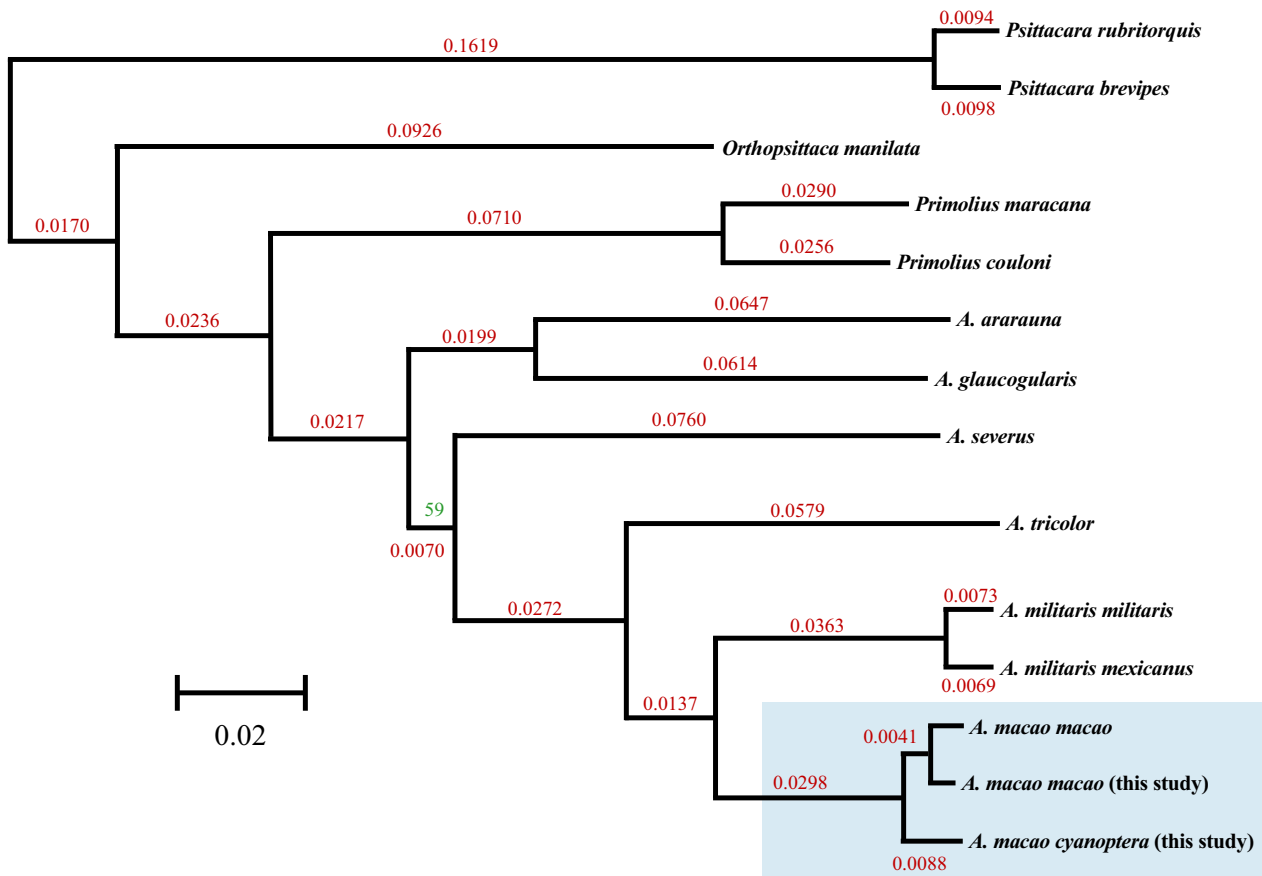 0.0094
Psittacara rubritorquis
0.1619
Psittacara brevipes
0.0098
0.0926
Orthopsittaca manilata
0.0290
Primolius maracana
0.0170
0.0710
0.0256
Primolius couloni
0.0236
0.0647
A. ararauna
0.0199
0.0614
A. glaucogularis
0.0217
0.0760
A. severus
59
0.0579
A. tricolor
0.0070
0.0272
0.0073
A. militaris militaris
0.0363
A. militaris mexicanus
0.0069
0.0137
0.02
0.0041
A. macao macao
0.0298
A. macao macao (this study)
A. macao cyanoptera (this study)
0.0088